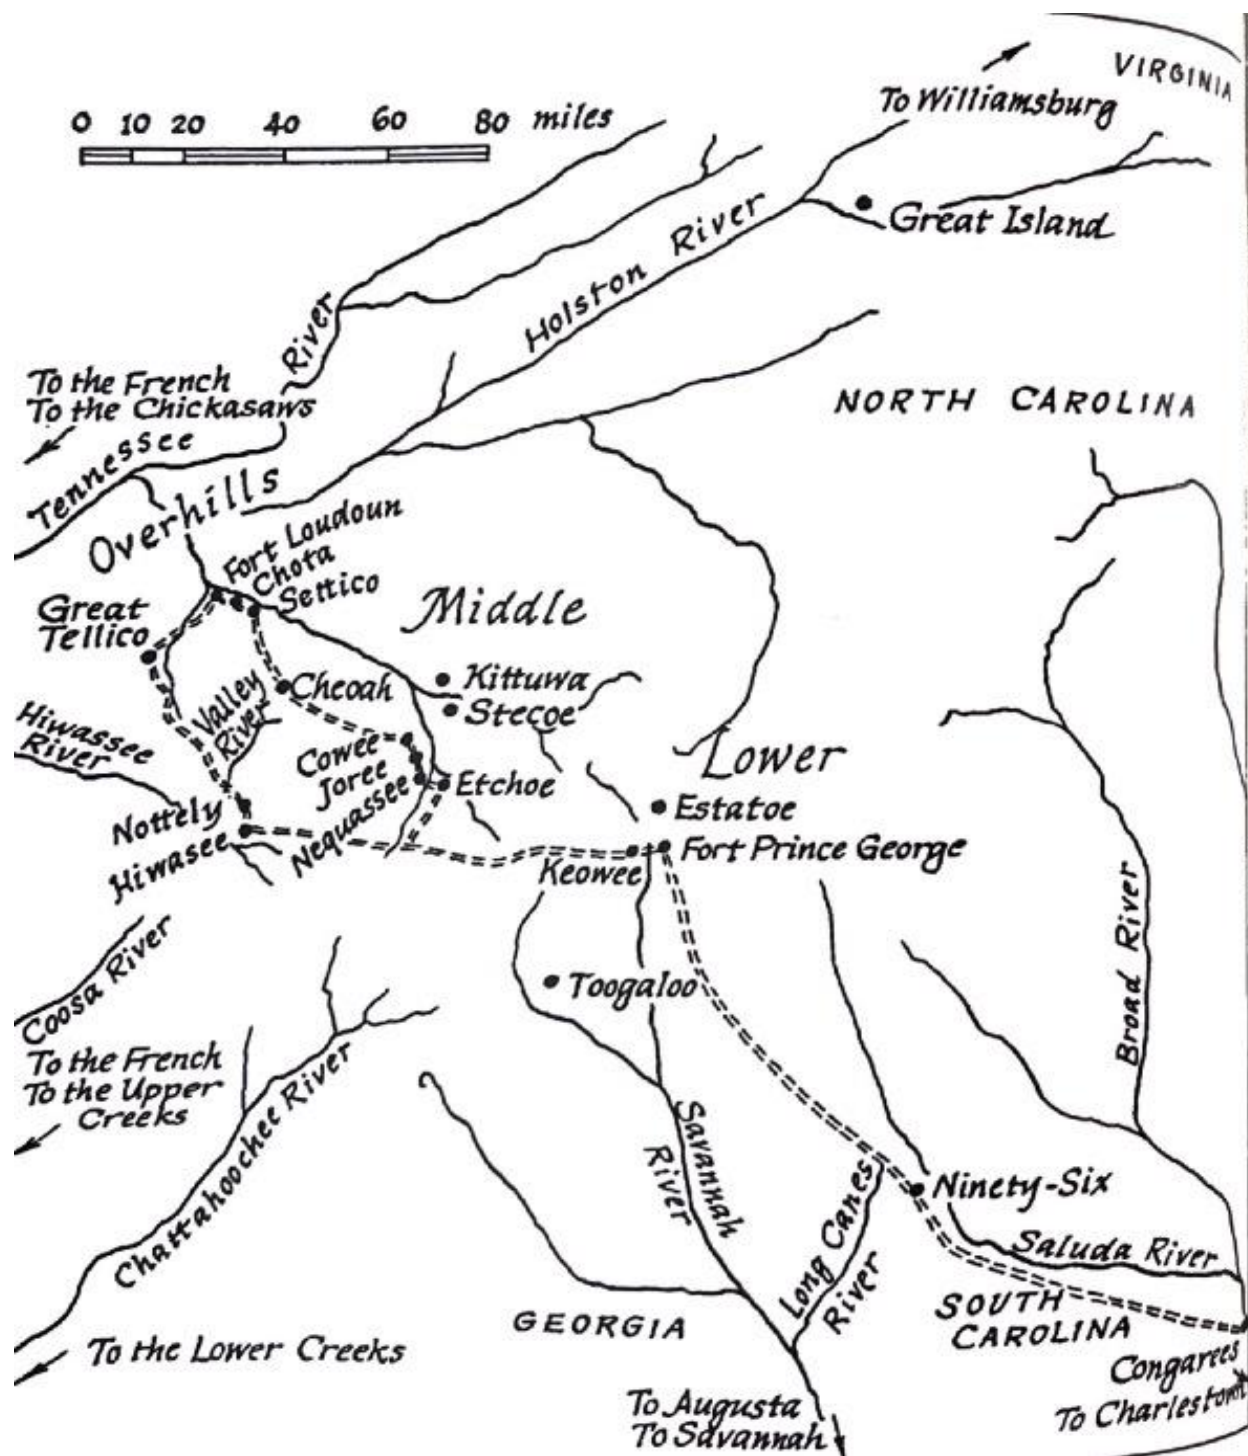 VIRGINIA
To Williamsburg
0 10 20 40 60 80 miles
Great Island
Holston River
River
To the French
To the Chickasaws
NORTH CAROLINA
Tennessee
Overhills
Fort Loudoun
Chota
Settico
Great
Tellico
Middle
Kittuwa
Stecoe
Cheoah
Valley
River
Hiwassee
River
Cowee
Joree
Nequassee
Etchoe
Lower
Estatoe
Nottely
Hiwasee
Fort Prince George
Keowee
Broad River
Coosa River
Toogaloo
To the French
To the Upper
Creeks
Chattahoochee River
Savannah
River
Ninety-Six
Long Canes
River
Saluda River
SOUTH
CAROLINA
GEORGIA
To the Lower Creeks
Congarees
To Charlestown
To Augusta
To Savannah